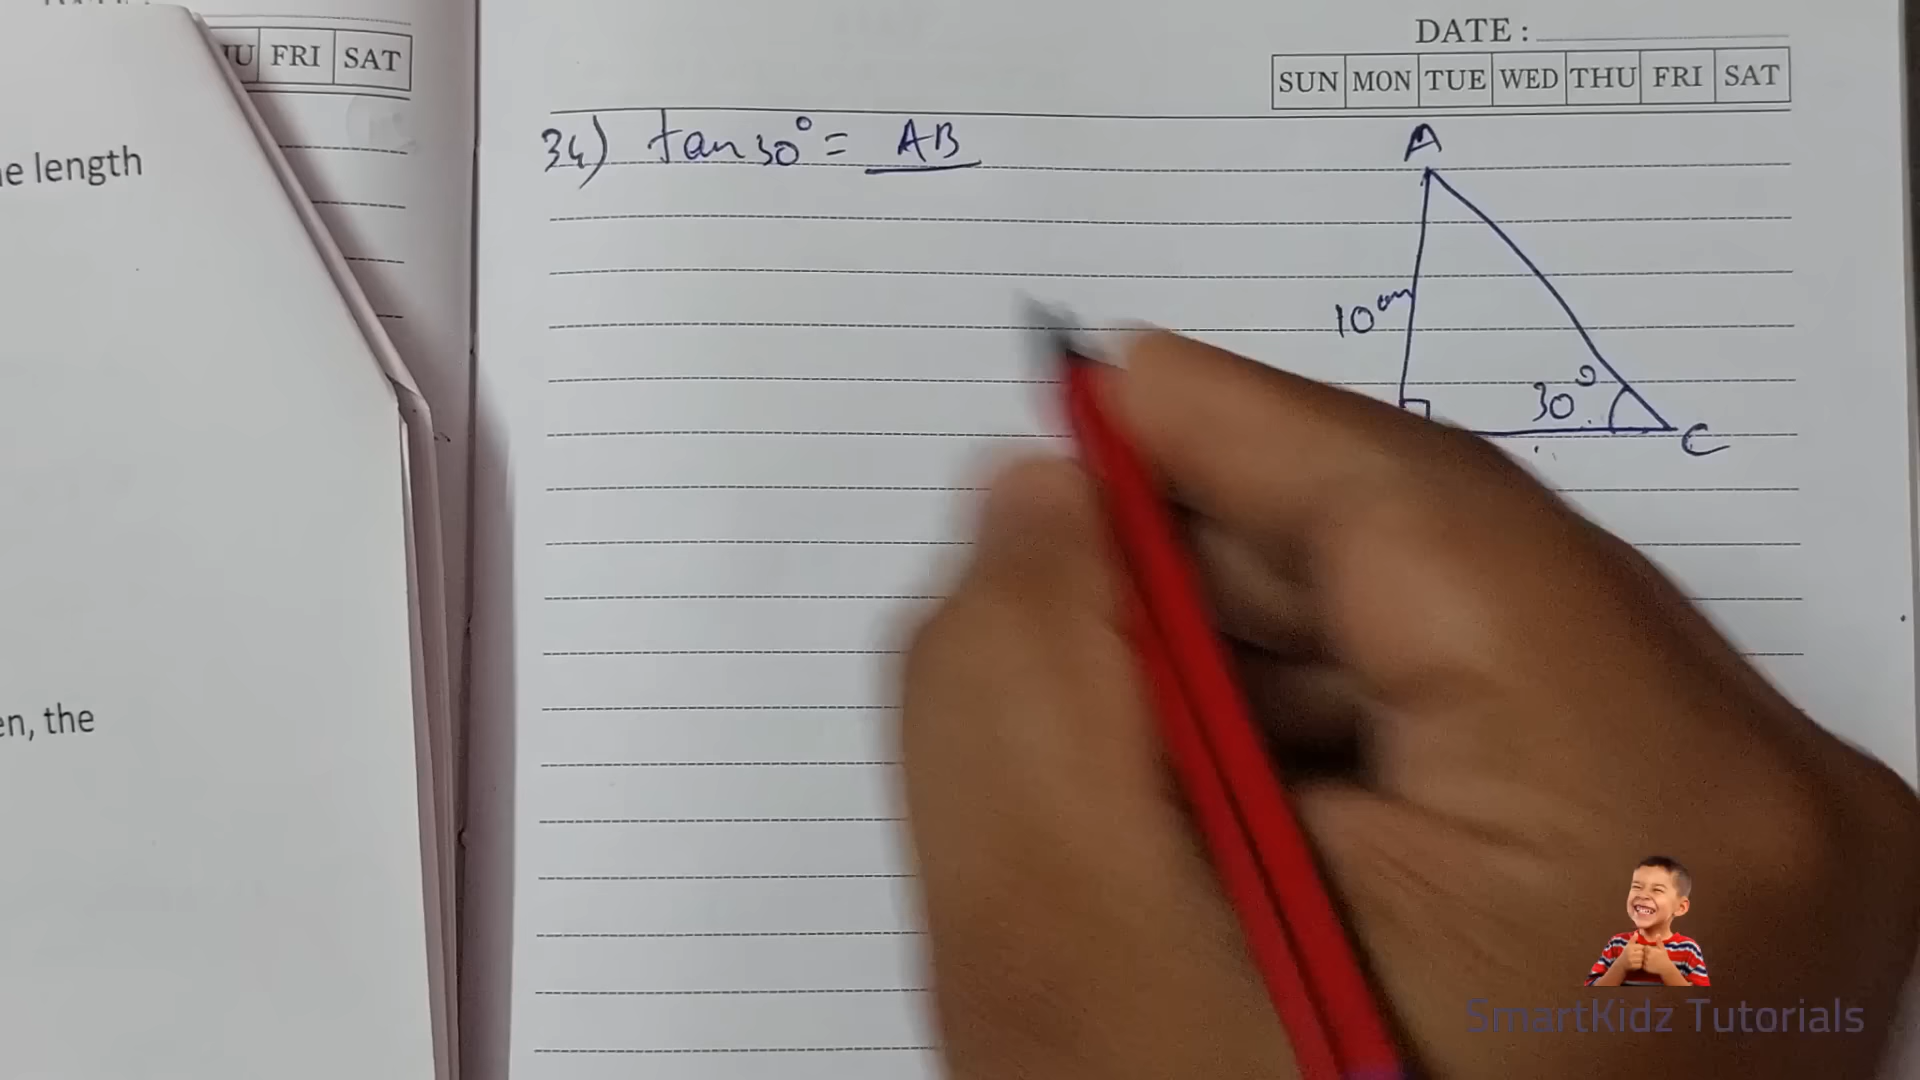 U FRI SAT
e length
en, the
DATE :
SUN MON TUE WED THU FRI SAT
34) tan 30° = AB
A
10cm
30°
C
SmartKidz Tutorials